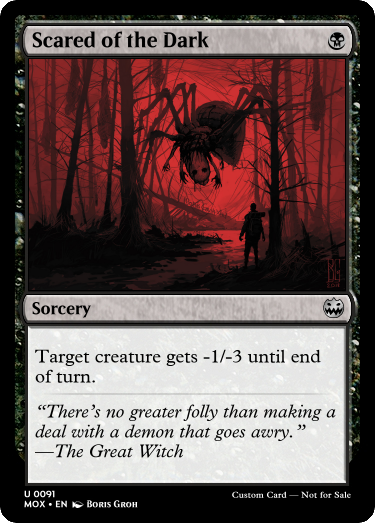 Scared of the Dark
Sorcery
Target creature gets -1/-3 until end
of turn.
“There’s no greater folly than making a
deal with a demon that goes awry.”
—The Great Witch
U 0091
MOX • EN Boris Groh
Custom Card — Not for Sale